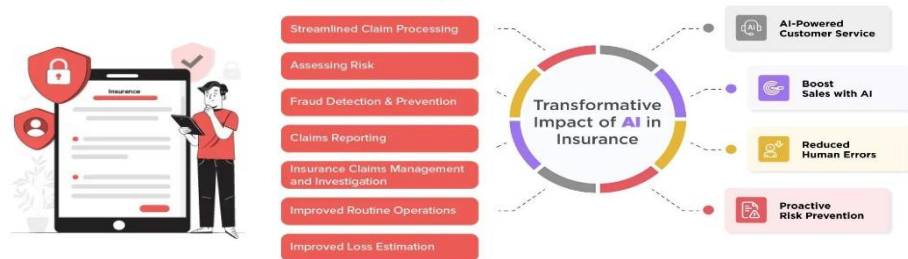 Insurance
Streamlined Claim Processing
Assessing Risk
Fraud Detection & Prevention
Claims Reporting
Insurance Claims Management
and Investigation
Improved Routine Operations
Improved Loss Estimation
Transformative
Impact of AI in
Insurance
AI
AI-Powered
Customer Service
Boost
Sales with AI
Reduced
Human Errors
Proactive
Risk Prevention